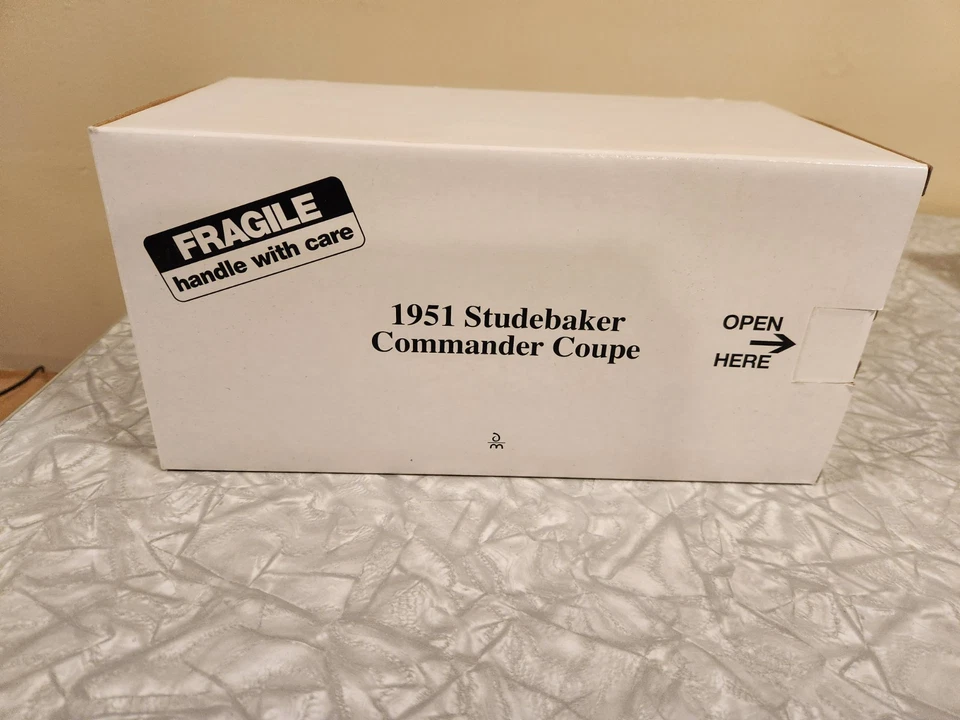 FRAGILE
handle with care
1951 Studebaker
Commander Coupe
OPEN
HERE